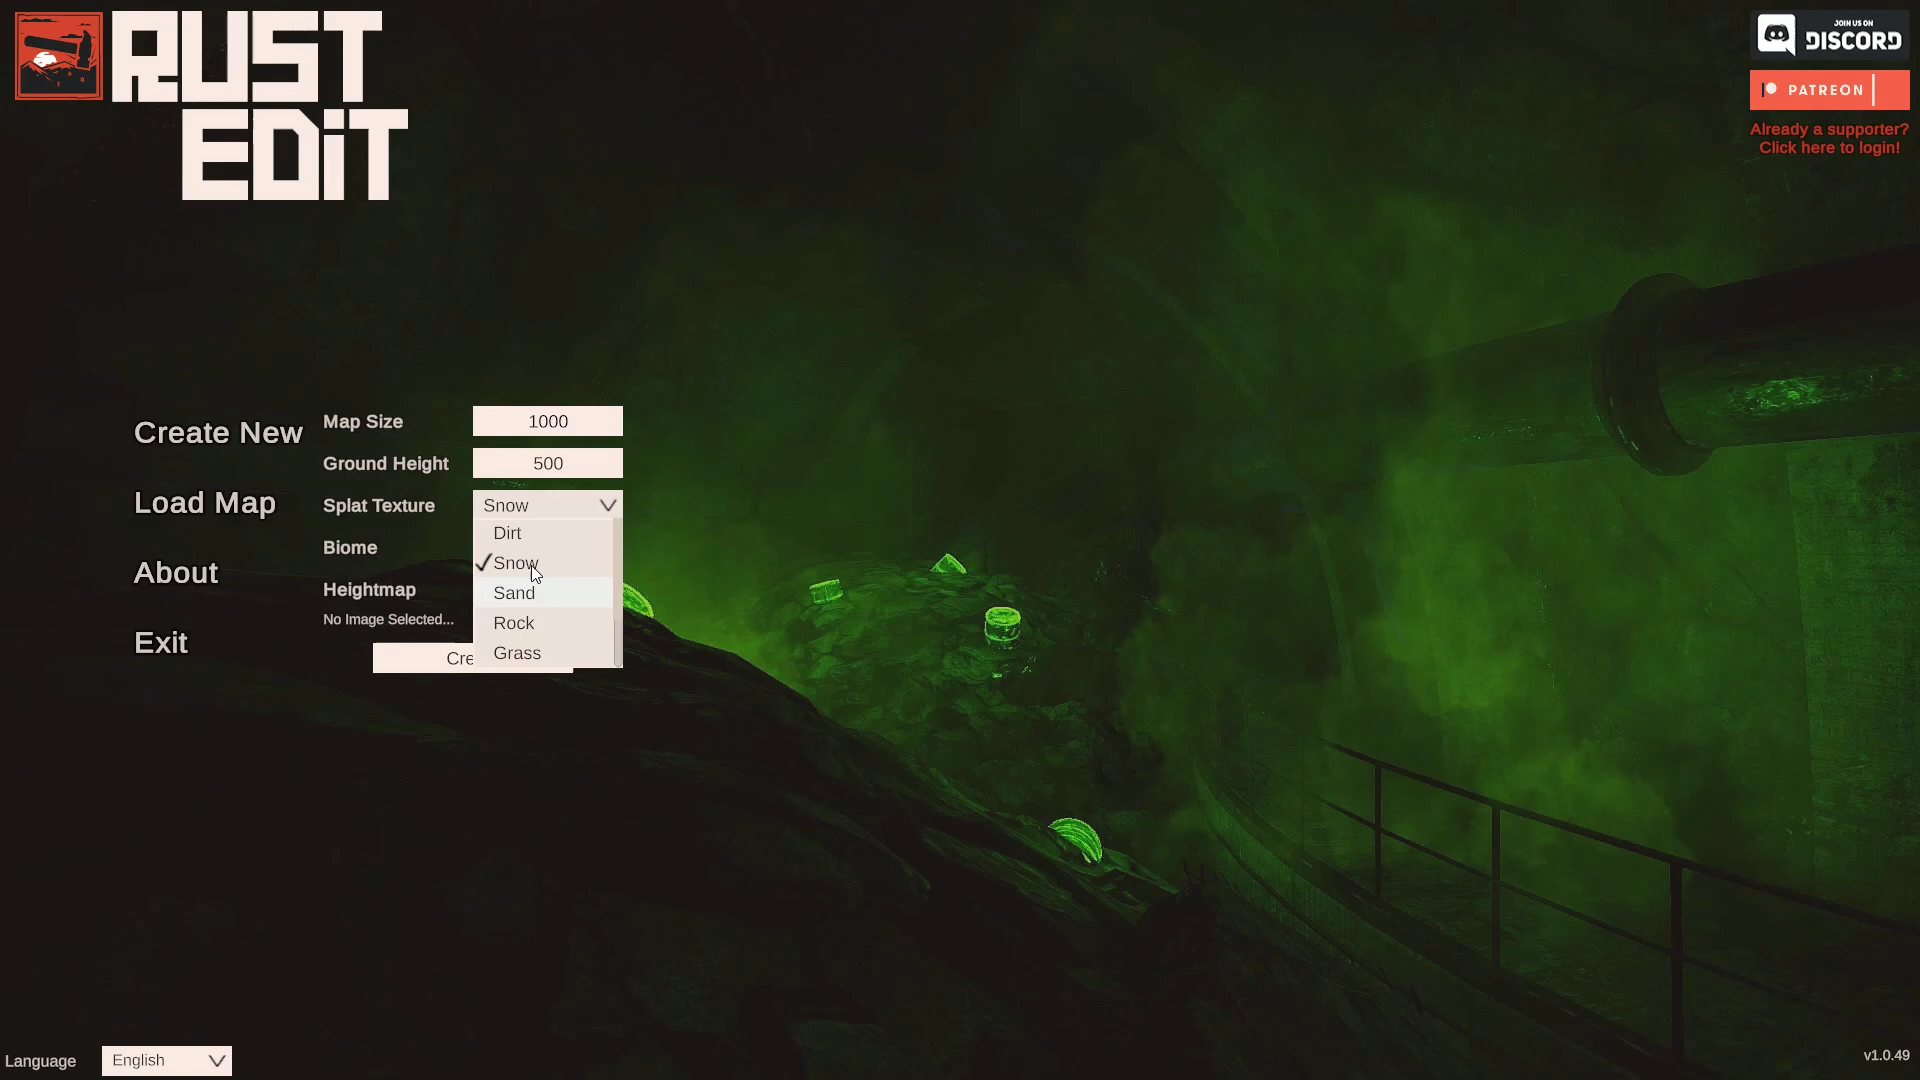 RUST
EDiT
JOIN US ON
DISCORD
PATREON
Already a supporter?
Click here to login!
Create New
Load Map
About
Exit
Map Size
1000
Ground Height
500
Splat Texture
Snow
Dirt
Snow
Sand
Rock
Grass
Biome
Heightmap
No Image Selected...
Cre
Language
English
v1.0.49